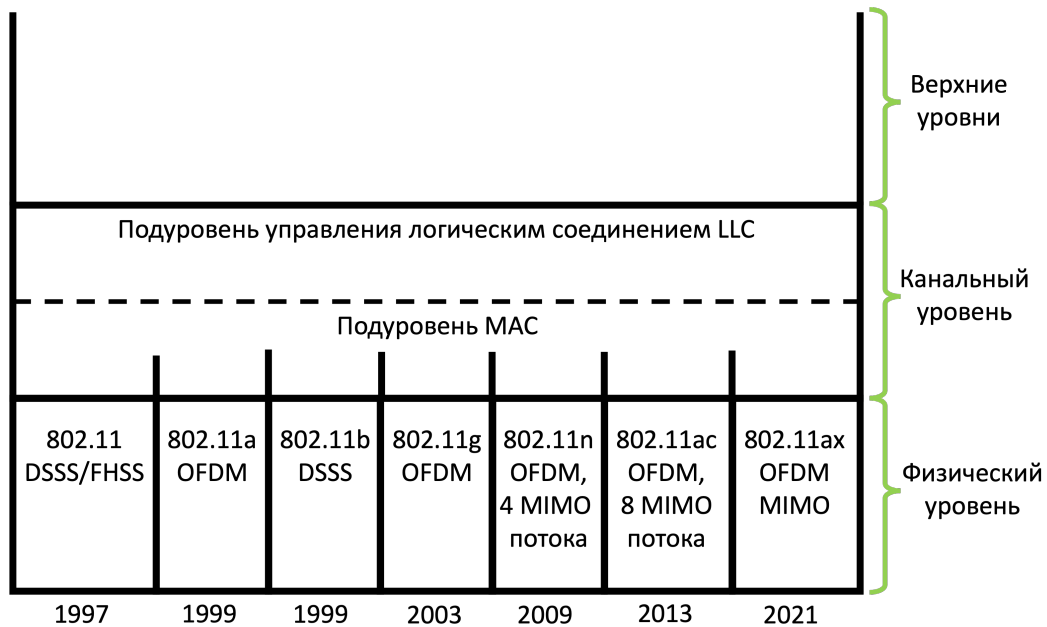 Верхние
уровни
Подуровень управления логическим соединением LLC
Канальный
уровень
Подуровень MAC
802.11
DSSS/FHSS
802.11a
OFDM
802.11b
DSSS
802.11g
OFDM
802.11n
OFDM,
4 MIMO
потока
802.11ac
OFDM,
8 MIMO
потока
802.11ax
OFDM
MIMO
Физический
уровень
1997
1999
1999
2003
2009
2013
2021